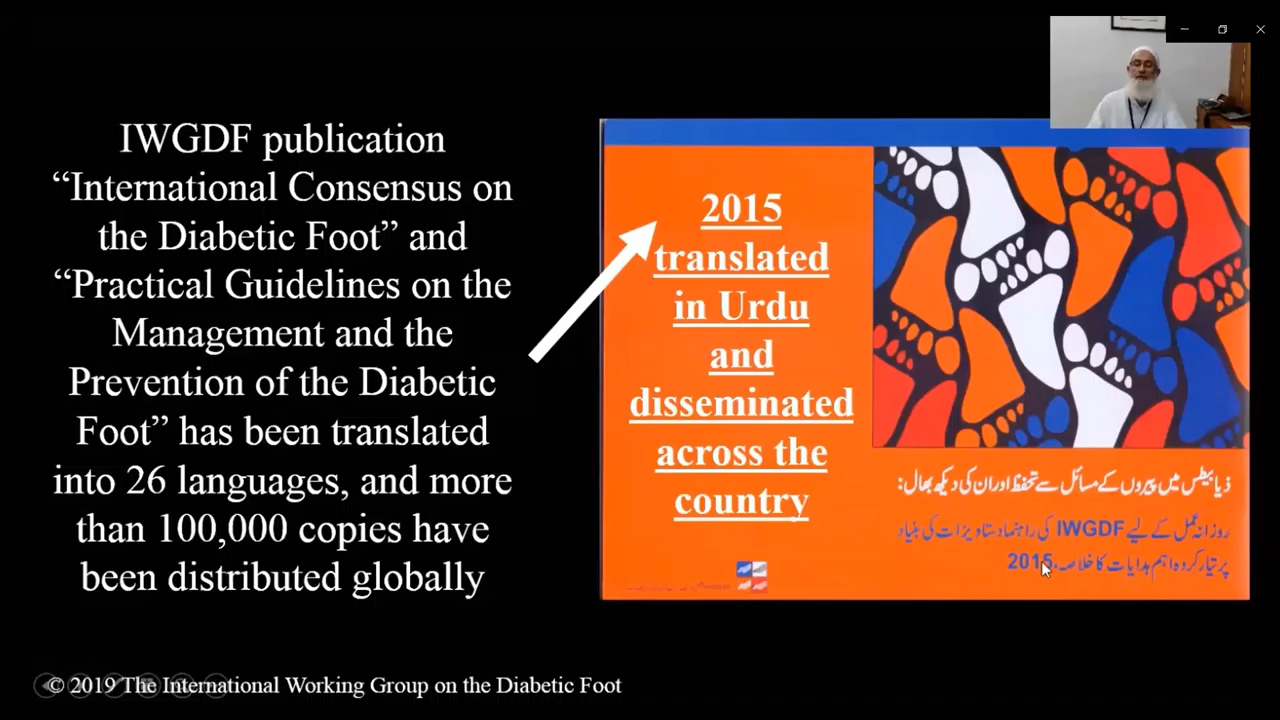 IWGDF publication
“International Consensus on
the Diabetic Foot” and
“Practical Guidelines on the
Management and the
Prevention of the Diabetic
Foot” has been translated
into 26 languages, and more
than 100,000 copies have
been distributed globally
2015
translated
in Urdu
and
disseminated
across the
country
ذیابیٹس میں پیروں کے مسائل سے تحفظ اور ان کی دیکھ بھال:
روزانہ عمل کے لیے IWGDF کی راہنما دستاویزات کی بنیاد
پر تیار کردہ اہم ہدایات کا خلاصہ، 2015
© 2019 The International Working Group on the Diabetic Foot